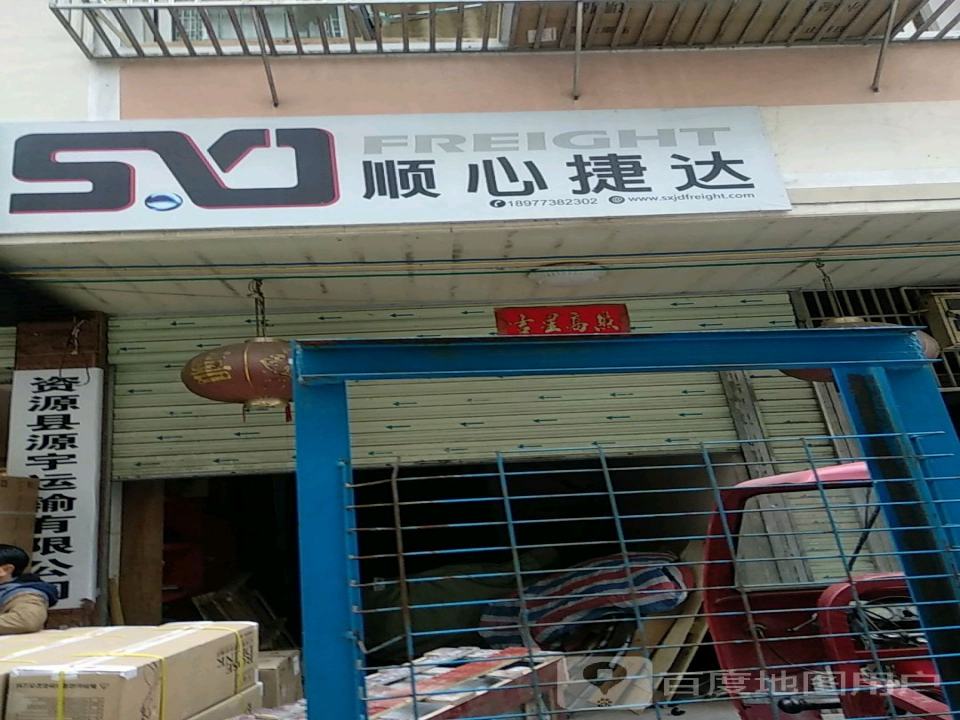 SXJD
FREIGHT
顺心捷达
18977382302 www.sxjdfreight.com
吉星高照
资源县源宇运输有限公司
百度地图用户